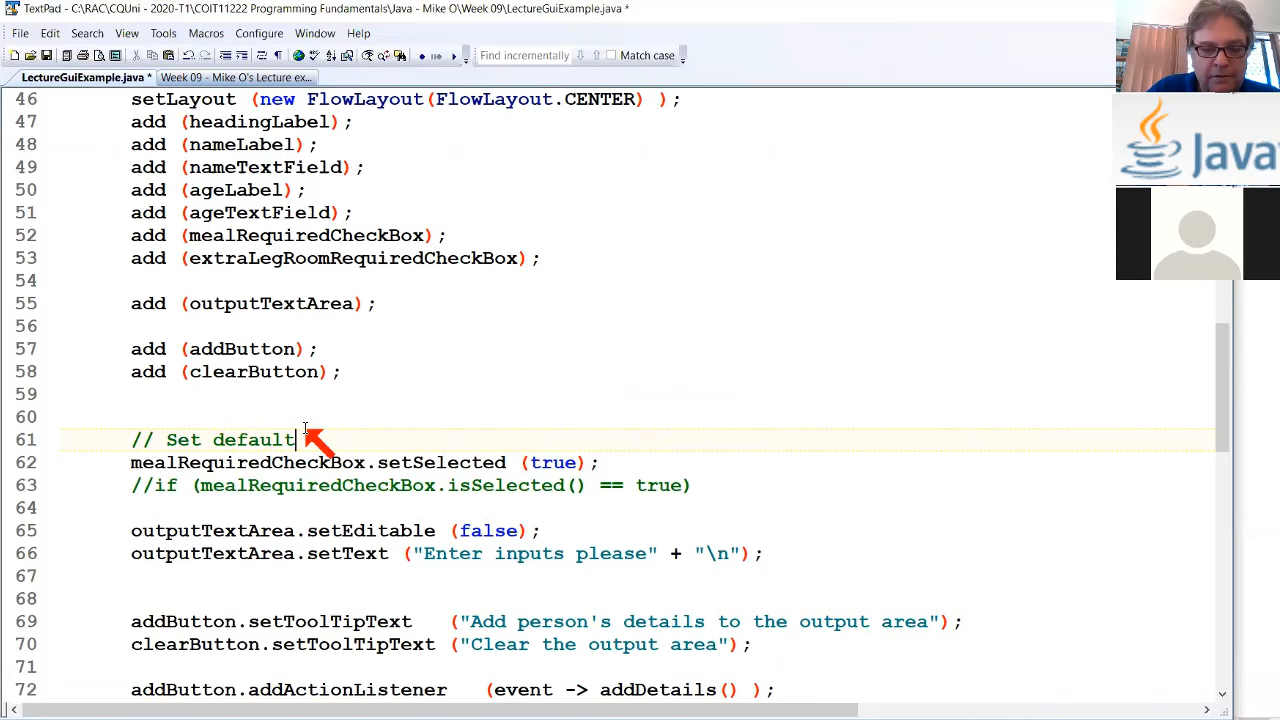 TextPad - C:\RAC\CQUni - 2020-T1\COIT11222 Programming Fundamentals\Java - Mike O\Week 09\LectureGuiExample.java *
File Edit Search View Tools Macros Configure Window Help
Find incrementally Match case
LectureGuiExample.java * Week 09 - Mike O's Lecture ex...
46 setLayout (new FlowLayout(FlowLayout.CENTER) );
47 add (headingLabel);
48 add (nameLabel);
49 add (nameTextField);
50 add (ageLabel);
51 add (ageTextField);
52 add (mealRequiredCheckBox);
53 add (extraLegRoomRequiredCheckBox);
54
55 add (outputTextArea);
56
57 add (addButton);
58 add (clearButton);
59
60
61 // Set default
62 mealRequiredCheckBox.setSelected (true);
63 //if (mealRequiredCheckBox.isSelected() == true)
64
65 outputTextArea.setEditable (false);
66 outputTextArea.setText ("Enter inputs please" + "\n");
67
68
69 addButton.setToolTipText ("Add person's details to the output area");
70 clearButton.setToolTipText ("Clear the output area");
71
72 addButton.addActionListener (event -> addDetails() );
Java